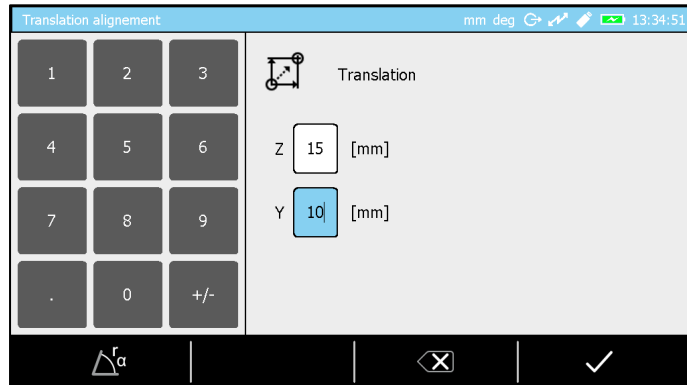 Translation alignement mm deg 13:34:51
1 2 3
Translation
4 5 6
Z 15 [mm]
7 8 9
Y 10 [mm]
. 0 +/-
r
α